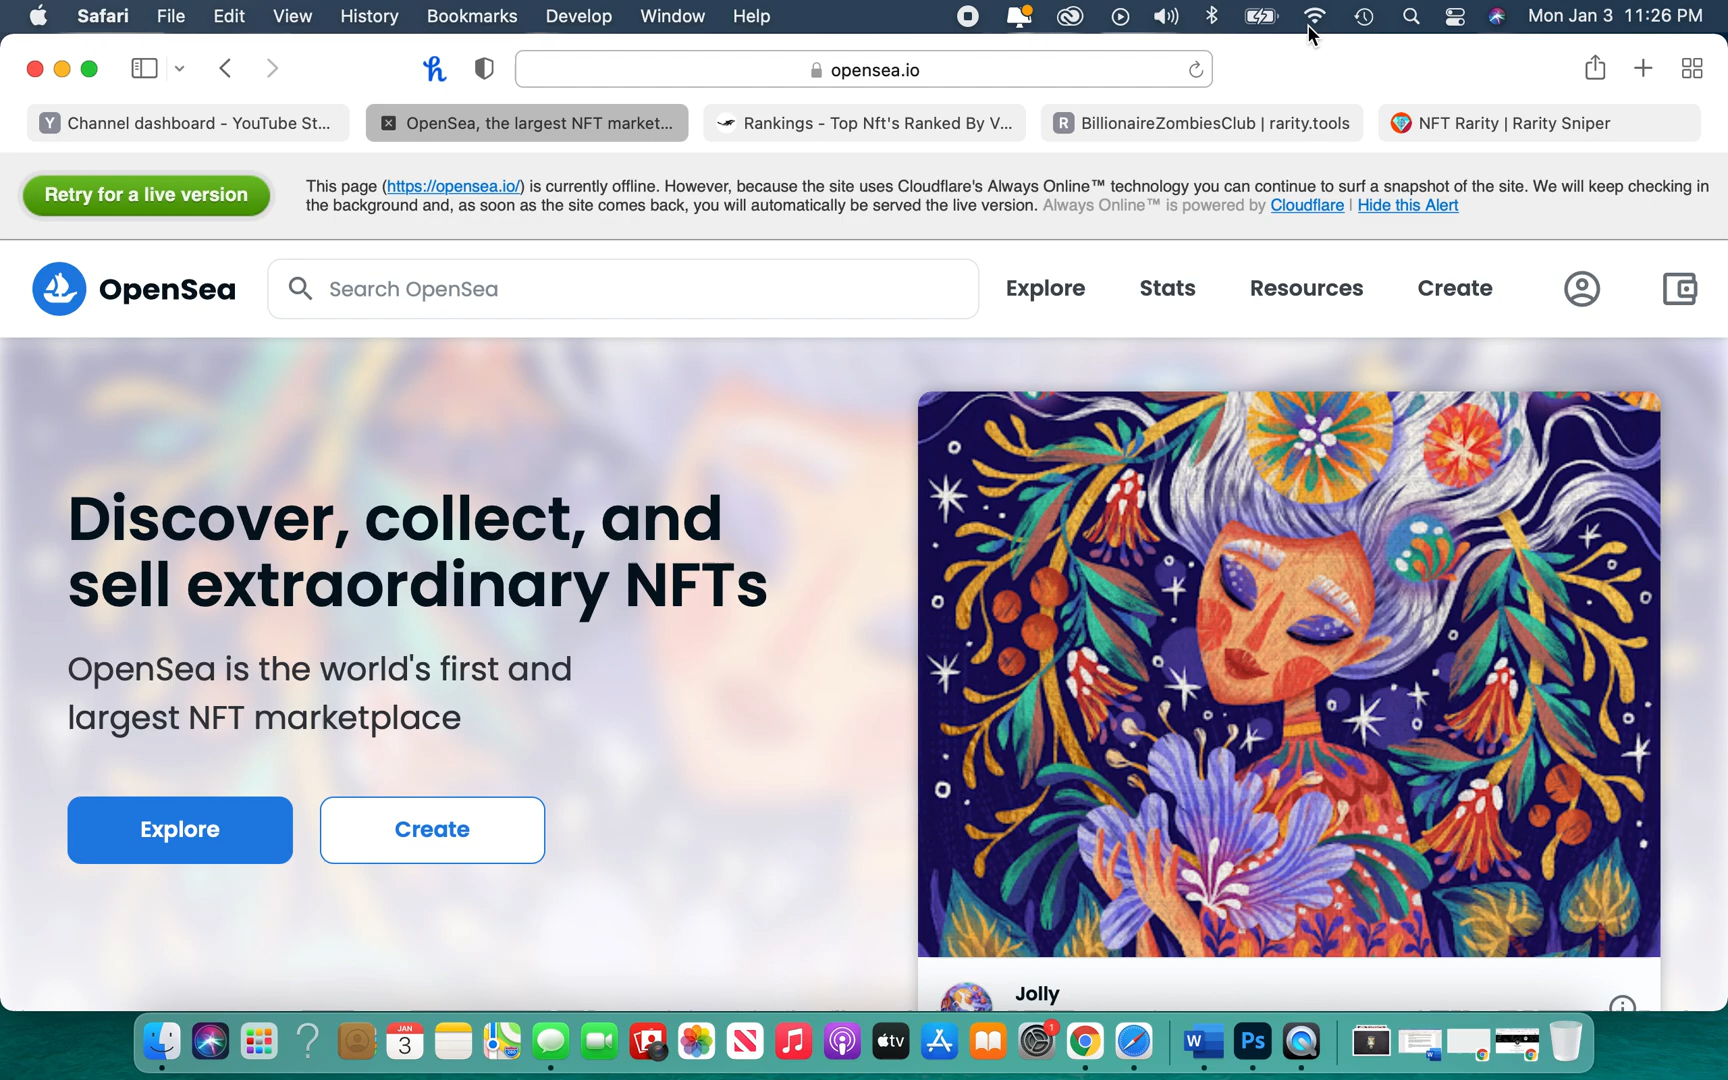 Safari File Edit View History Bookmarks Develop Window Help Mon Jan 3 11:26 PM
opensea.io
Y Channel dashboard - YouTube St... OpenSea, the largest NFT market... Rankings - Top Nft's Ranked By V... R BillionaireZombiesClub | rarity.tools NFT Rarity | Rarity Sniper
Retry for a live version
This page (https://opensea.io/) is currently offline. However, because the site uses Cloudflare's Always Online™ technology you can continue to surf a snapshot of the site. We will keep checking in
the background and, as soon as the site comes back, you will automatically be served the live version. Always Online™ is powered by Cloudflare | Hide this Alert
OpenSea Search OpenSea Explore Stats Resources Create
Discover, collect, and
sell extraordinary NFTs
OpenSea is the world's first and
largest NFT marketplace
Explore Create
Jolly
JAN
3
tv
1
W
Ps